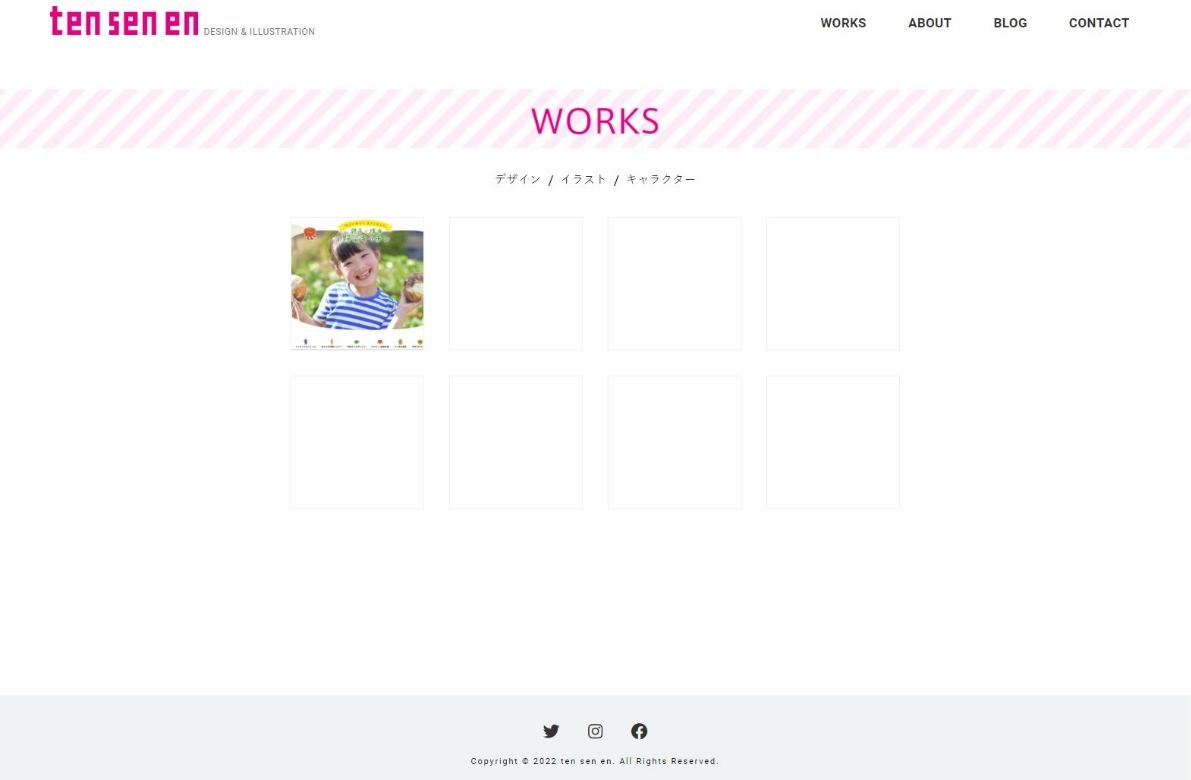 ten sen en DESIGN & ILLUSTRATION
WORKS ABOUT BLOG CONTACT
WORKS
デザイン / イラスト / キャラクター
Copyright © 2022 ten sen en. All Rights Reserved.